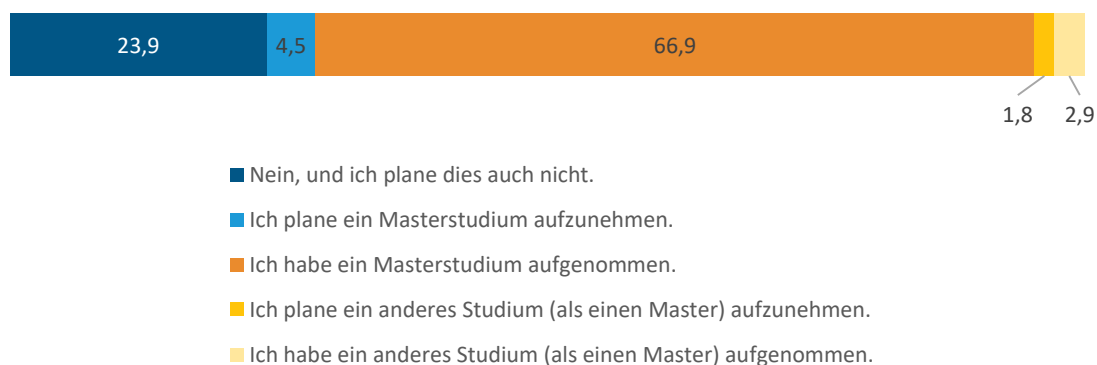 23,9 4,5 66,9
1,8 2,9
Nein, und ich plane dies auch nicht.
Ich plane ein Masterstudium aufzunehmen.
Ich habe ein Masterstudium aufgenommen.
Ich plane ein anderes Studium (als einen Master) aufzunehmen.
Ich habe ein anderes Studium (als einen Master) aufgenommen.